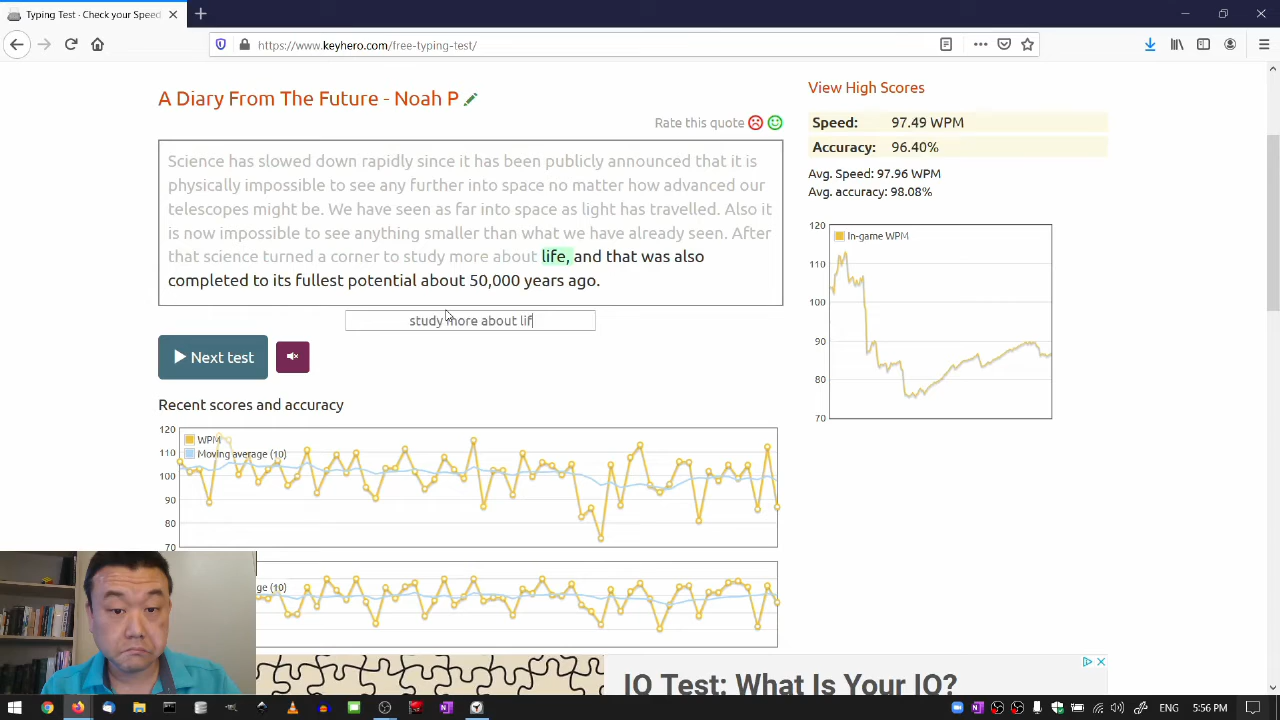 Typing Test - Check your Speed
https://www.keyhero.com/free-typing-test/
A Diary From The Future - Noah P
Rate this quote
Science has slowed down rapidly since it has been publicly announced that it is
physically impossible to see any further into space no matter how advanced our
telescopes might be. We have seen as far into space as light has travelled. Also it
is now impossible to see anything smaller than what we have already seen. After
that science turned a corner to study more about life, and that was also
completed to its fullest potential about 50,000 years ago.
study more about lif
Next test
View High Scores
Speed: 97.49 WPM
Accuracy: 96.40%
Avg. Speed: 97.96 WPM
Avg. accuracy: 98.08%
120
In-game WPM
110
100
90
80
70
Recent scores and accuracy
120
WPM
110
Moving average (10)
100
90
80
70
ge (10)
IQ Test: What Is Your IQ?
ENG
5:56 PM